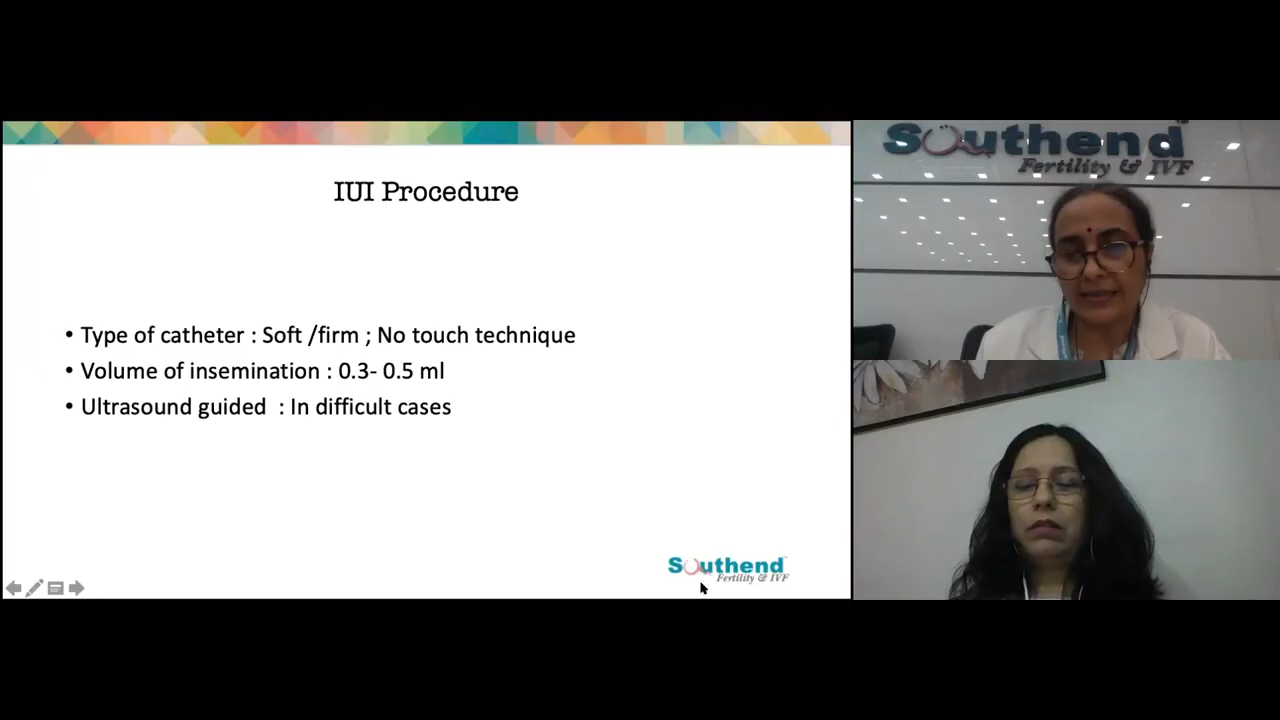 IUI Procedure
• Type of catheter : Soft /firm ; No touch technique
• Volume of insemination : 0.3- 0.5 ml
• Ultrasound guided : In difficult cases
Southend
Fertility & IVF
Southend
Fertility & IVF